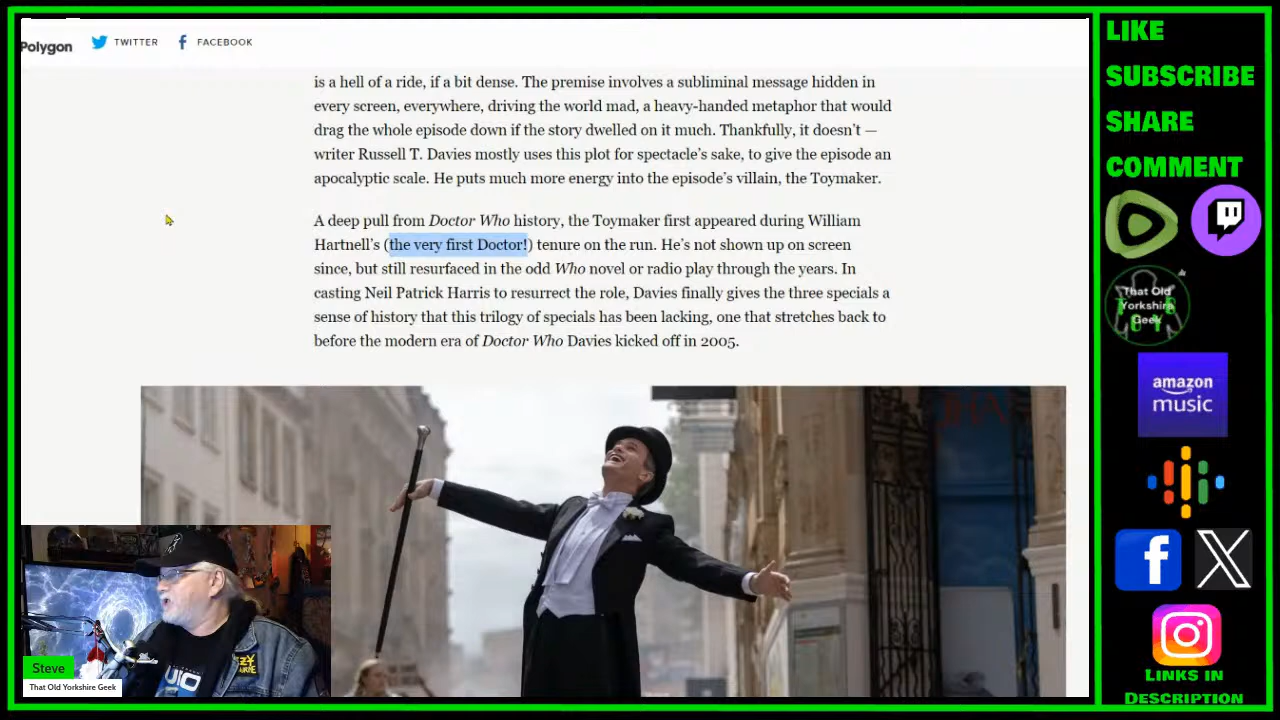 Polygon
TWITTER
FACEBOOK
is a hell of a ride, if a bit dense. The premise involves a subliminal message hidden in
every screen, everywhere, driving the world mad, a heavy-handed metaphor that would
drag the whole episode down if the story dwelled on it much. Thankfully, it doesn’t —
writer Russell T. Davies mostly uses this plot for spectacle’s sake, to give the episode an
apocalyptic scale. He puts much more energy into the episode’s villain, the Toymaker.
A deep pull from Doctor Who history, the Toymaker first appeared during William
Hartnell’s (the very first Doctor!) tenure on the run. He’s not shown up on screen
since, but still resurfaced in the odd Who novel or radio play through the years. In
casting Neil Patrick Harris to resurrect the role, Davies finally gives the three specials a
sense of history that this trilogy of specials has been lacking, one that stretches back to
before the modern era of Doctor Who Davies kicked off in 2005.
Steve
That Old Yorkshire Geek
LIKE
SUBSCRIBE
SHARE
COMMENT
That Old
Yorkshire
Geek
amazon
music
LINKS IN
DESCRIPTION